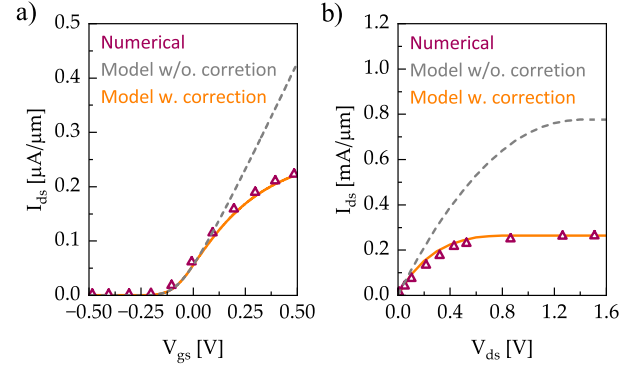 a)
Numerical
Model w/o. corretion
Model w. correction
I_ds [μA/μm]
0.5
0.4
0.3
0.2
0.1
0.0
−0.50 −0.25 0.00 0.25 0.50
V_gs [V]
b)
Numerical
Model w/o. corretion
Model w. correction
I_ds [mA/μm]
1.2
1.0
0.8
0.6
0.4
0.2
0.0
0.0 0.4 0.8 1.2 1.6
V_ds [V]